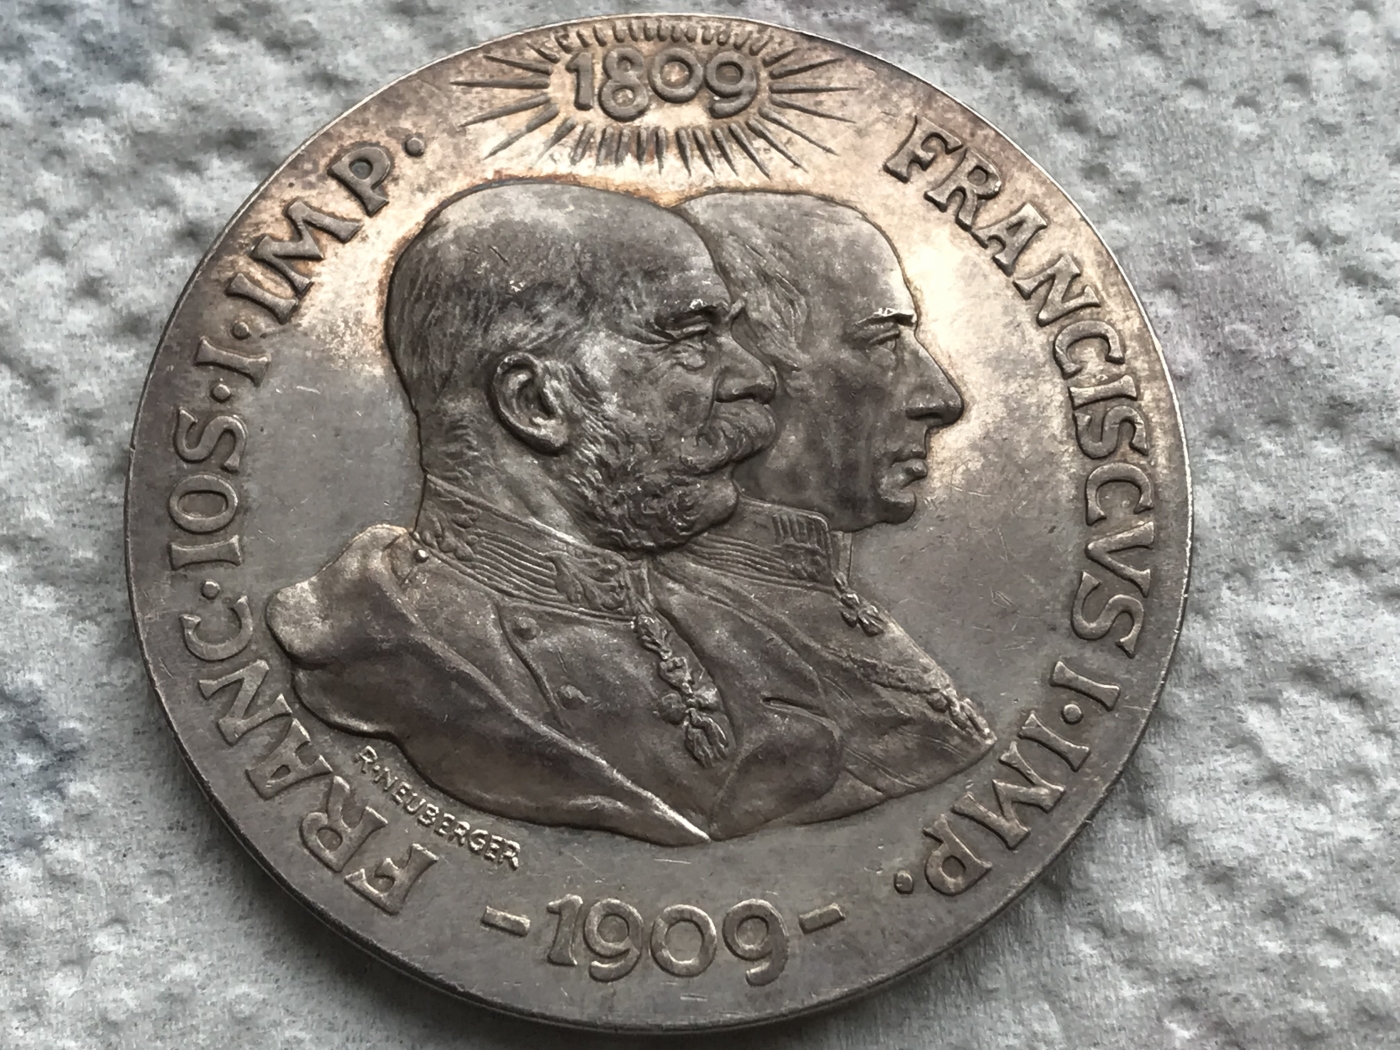 1809
FRANC·IOS·I·IMP·
FRANCISCVS I·IMP·
R·NEUBERGER
-1909-